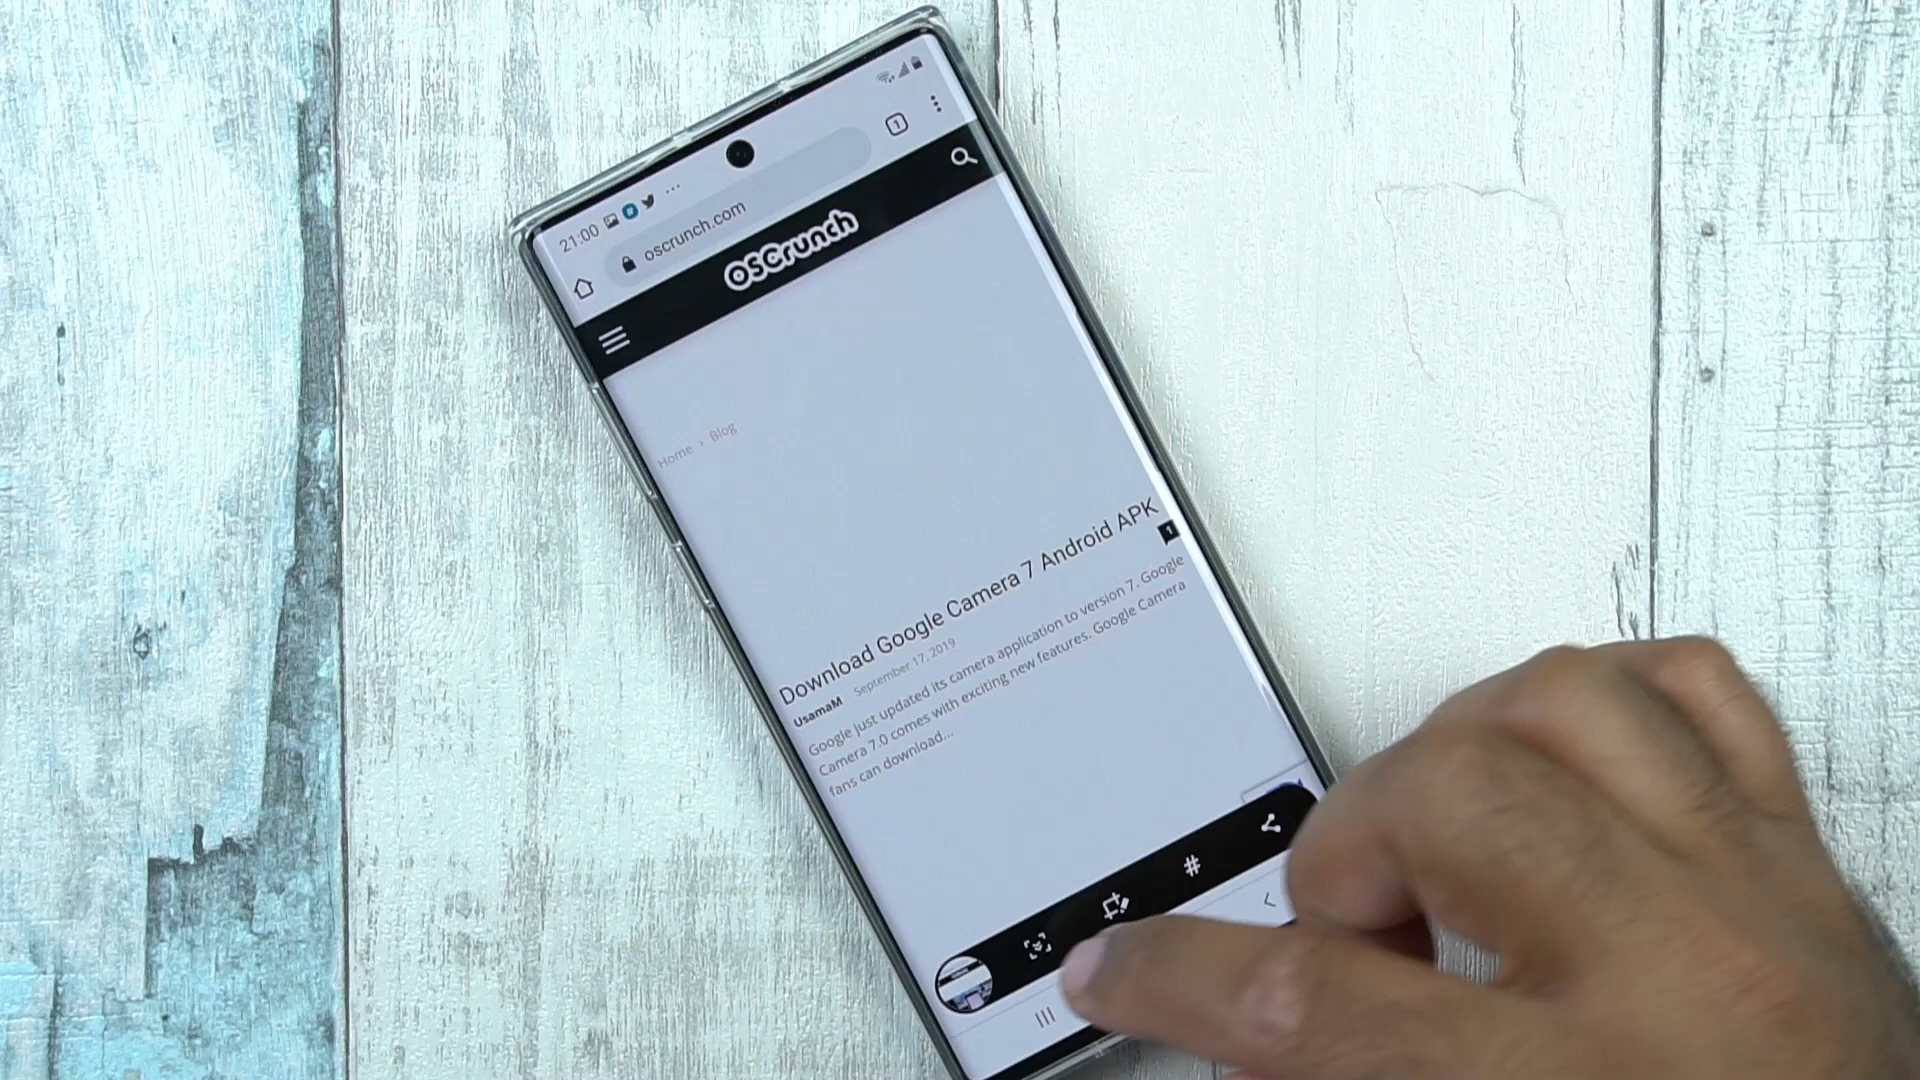 21:00
1
oscrunch.com
osCrunch
Home > Blog
Download Google Camera 7 Android APK
UsamaM September 17, 2019
1
Google just updated its camera application to version 7. Google
Camera 7.0 comes with exciting new features. Google Camera
fans can download...